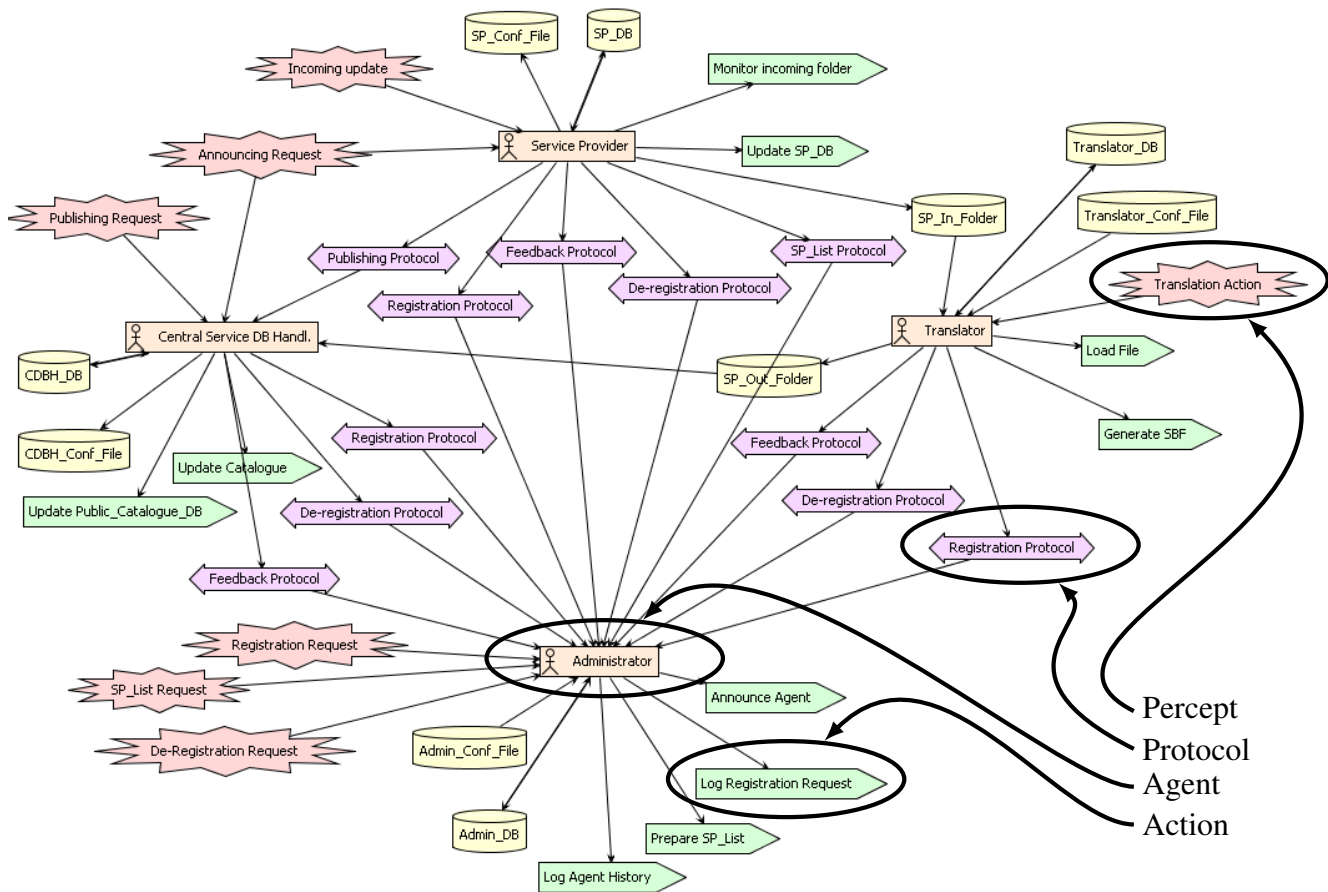 SP_Conf_File
SP_DB
Incoming update
Monitor incoming folder
Service Provider
Announcing Request
Update SP_DB
Translator_DB
Publishing Request
SP_In_Folder
Translator_Conf_File
Publishing Protocol
Feedback Protocol
SP_List Protocol
Registration Protocol
De-registration Protocol
Translation Action
Central Service DB Handl.
Translator
Load File
CDBH_DB
SP_Out_Folder
Registration Protocol
Feedback Protocol
Generate SBF
CDBH_Conf_File
Update Catalogue
Update Public_Catalogue_DB
De-registration Protocol
De-registration Protocol
Registration Protocol
Feedback Protocol
Registration Request
Administrator
SP_List Request
Announce Agent
De-Registration Request
Admin_Conf_File
Log Registration Request
Admin_DB
Prepare SP_List
Log Agent History
Percept
Protocol
Agent
Action